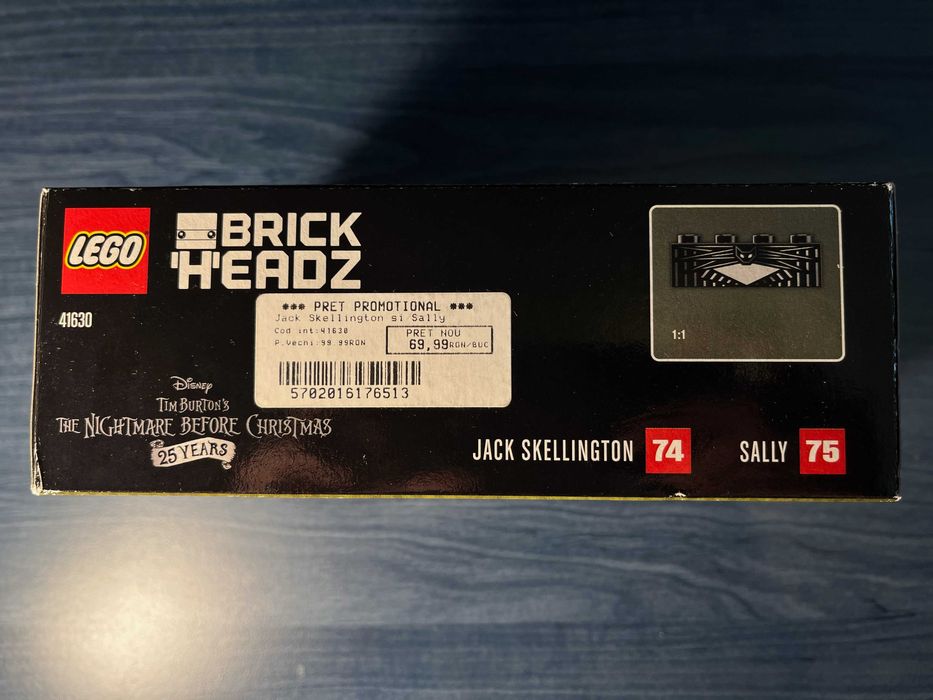 LEGO
BRICK
'H'EADZ
41630
*** PRET PROMOTIONAL ***
Jack Skellington si Sally
Cod int:41630
P.Vechi:99.99RON
PRET NOU
69,99RON/BUC
5702016176513
Disney
TIM BURTON'S
THE NIGHTMARE BEFORE CHRISTMAS
25 YEARS
1:1
JACK SKELLINGTON 74
SALLY 75